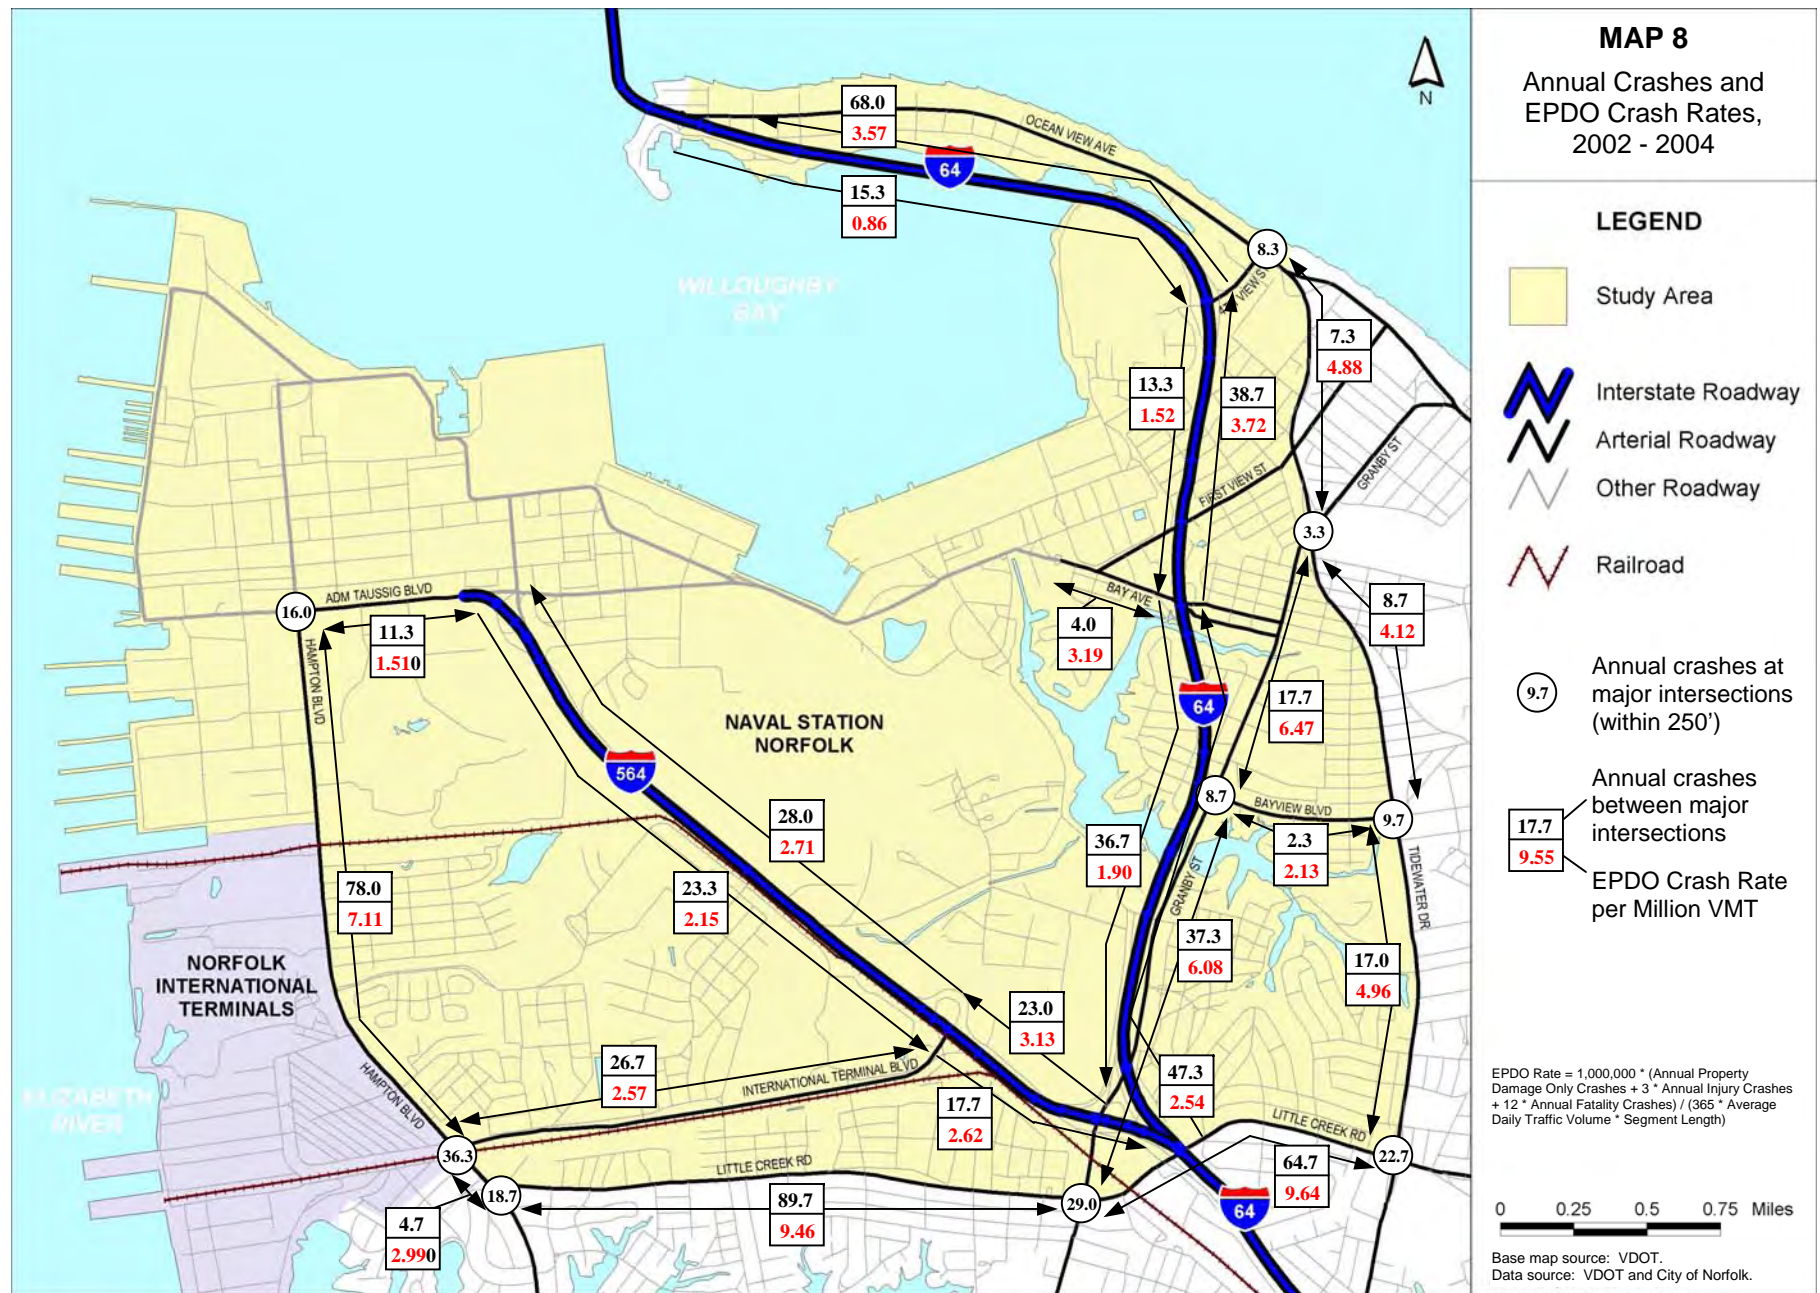 MAP 8
Annual Crashes and
EPDO Crash Rates,
2002 - 2004
LEGEND
Study Area
Interstate Roadway
Arterial Roadway
Other Roadway
Railroad
9.7
Annual crashes at
major intersections
(within 250')
17.7
9.55
Annual crashes
between major
intersections
EPDO Crash Rate
per Million VMT
EPDO Rate = 1,000,000 * (Annual Property
Damage Only Crashes + 3 * Annual Injury Crashes
+ 12 * Annual Fatality Crashes) / (365 * Average
Daily Traffic Volume * Segment Length)
0 0.25 0.5 0.75 Miles
Base map source: VDOT.
Data source: VDOT and City of Norfolk.
N
68.0
3.57
OCEAN VIEW AVE
64
15.3
0.86
8.3
VIEW ST
WILLOUGHBY
BAY
7.3
4.88
13.3
1.52
38.7
3.72
GRANBY ST
FIRST VIEW ST
3.3
ADM TAUSSIG BLVD
16.0
11.3
1.510
HAMPTON BLVD
BAY AVE
4.0
3.19
8.7
4.12
64
17.7
6.47
NAVAL STATION
NORFOLK
564
28.0
2.71
8.7
BAYVIEW BLVD
9.7
36.7
1.90
2.3
2.13
TIDEWATER DR
GRANBY ST
78.0
7.11
23.3
2.15
37.3
6.08
17.0
4.96
NORFOLK
INTERNATIONAL
TERMINALS
23.0
3.13
26.7
2.57
INTERNATIONAL TERMINAL BLVD
HAMPTON BLVD
47.3
2.54
17.7
2.62
LITTLE CREEK RD
ELIZABETH
RIVER
36.3
LITTLE CREEK RD
22.7
64.7
9.64
18.7
89.7
9.46
29.0
64
4.7
2.990